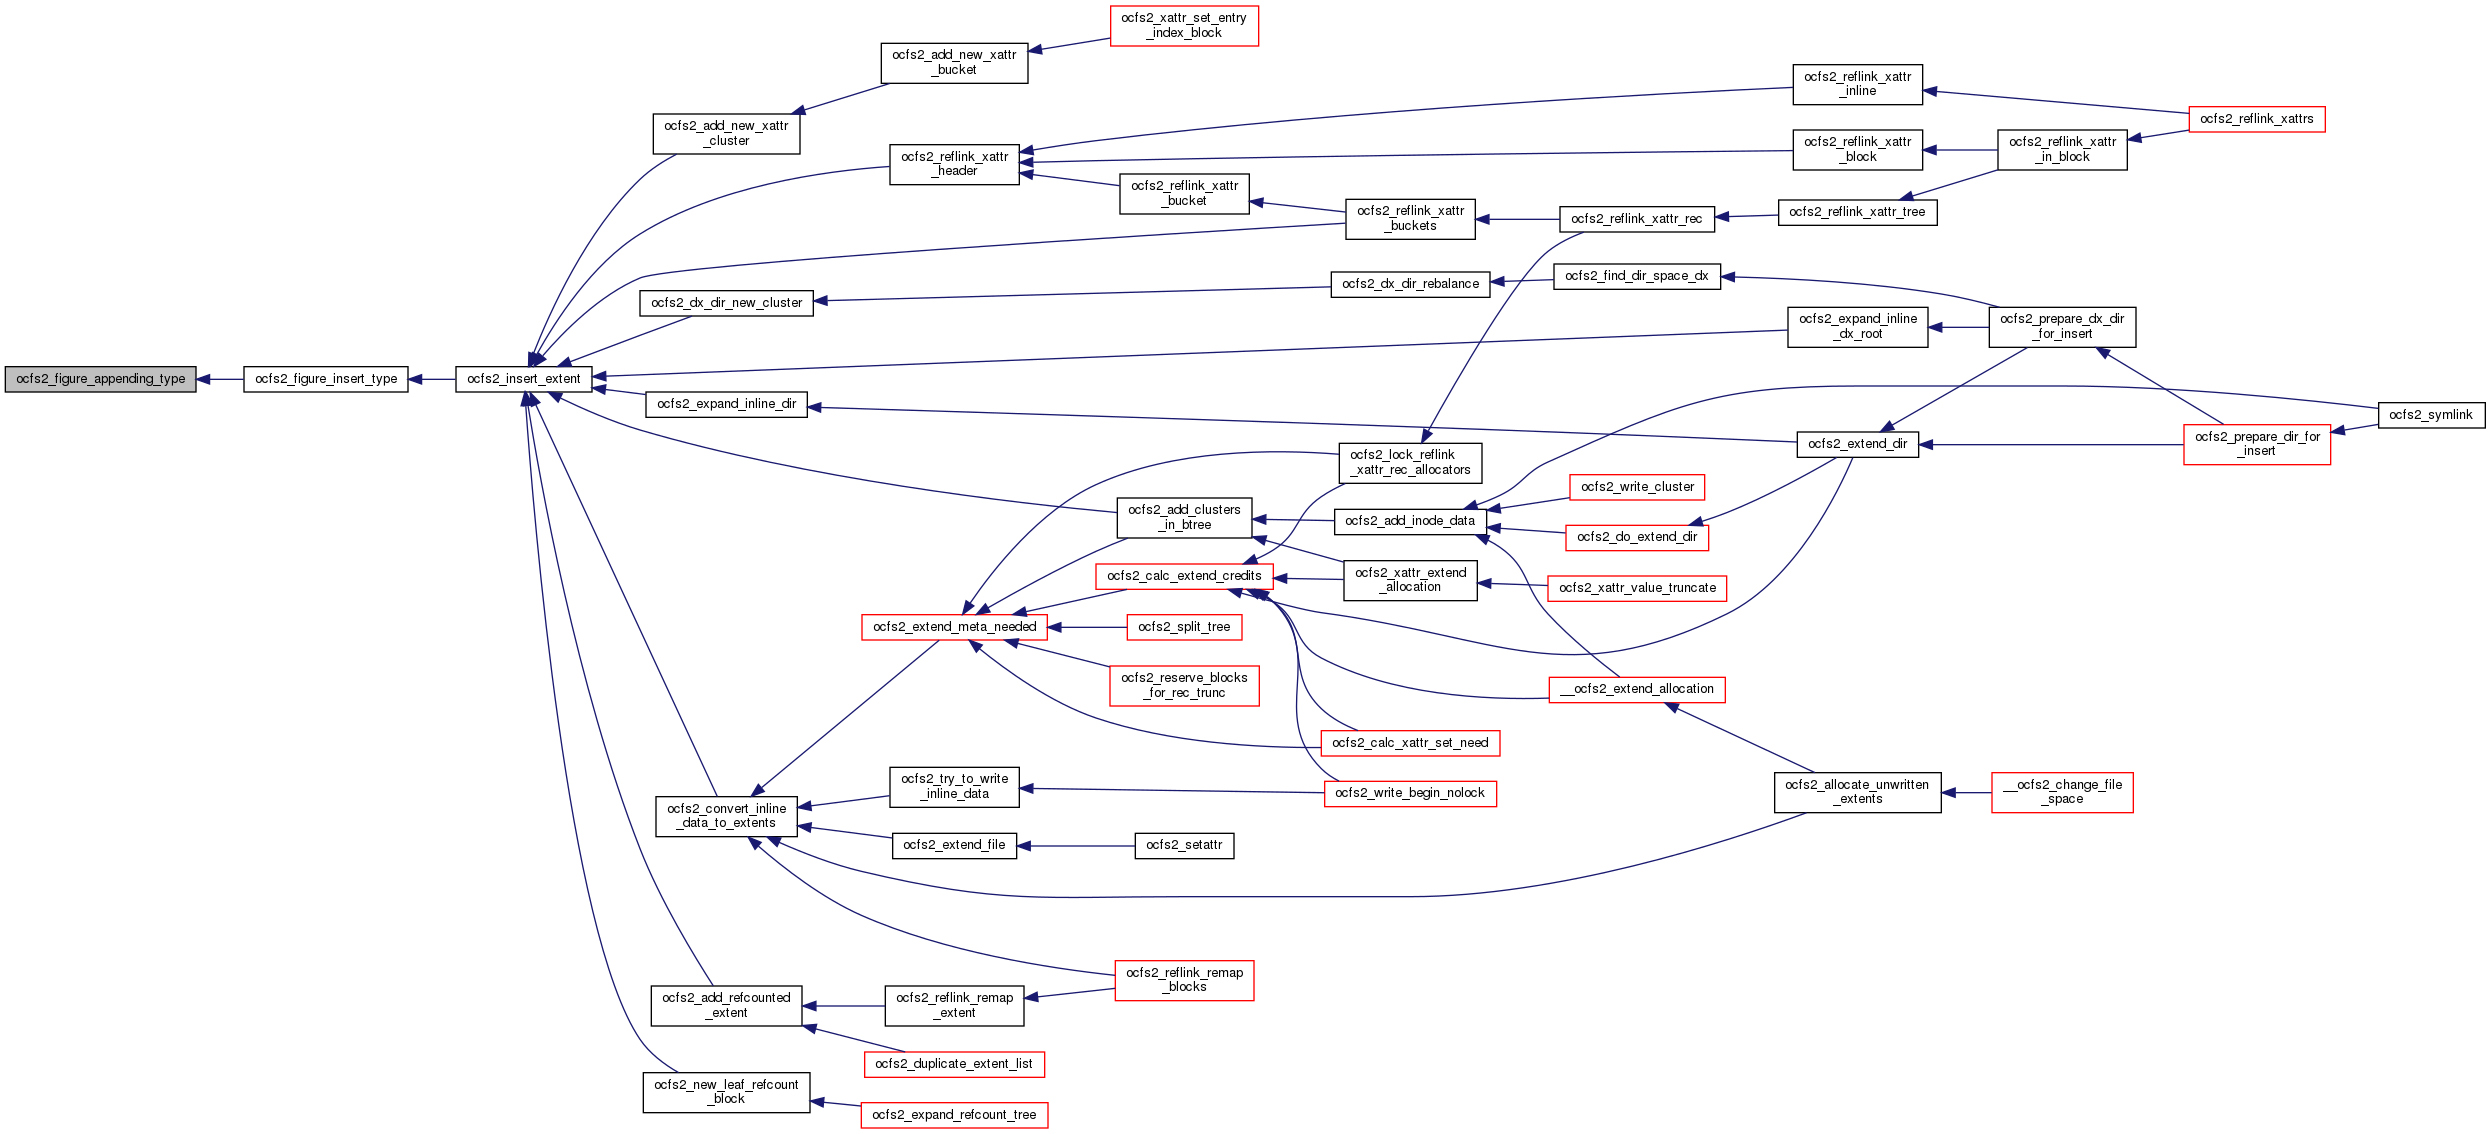 ocfs2_xattr_set_entry
_index_block
ocfs2_add_new_xattr
_bucket
ocfs2_reflink_xattr
_inline
ocfs2_reflink_xattrs
ocfs2_add_new_xattr
_cluster
ocfs2_reflink_xattr
_header
ocfs2_reflink_xattr
_block
ocfs2_reflink_xattr
_in_block
ocfs2_reflink_xattr
_bucket
ocfs2_reflink_xattr
_buckets
ocfs2_reflink_xattr_rec
ocfs2_reflink_xattr_tree
ocfs2_dx_dir_new_cluster
ocfs2_dx_dir_rebalance
ocfs2_find_dir_space_dx
ocfs2_expand_inline
_dx_root
ocfs2_prepare_dx_dir
_for_insert
ocfs2_figure_appending_type
ocfs2_figure_insert_type
ocfs2_insert_extent
ocfs2_expand_inline_dir
ocfs2_symlink
ocfs2_extend_dir
ocfs2_prepare_dir_for
_insert
ocfs2_lock_reflink
_xattr_rec_allocators
ocfs2_write_cluster
ocfs2_add_clusters
_in_btree
ocfs2_add_inode_data
ocfs2_do_extend_dir
ocfs2_calc_extend_credits
ocfs2_xattr_extend
_allocation
ocfs2_xattr_value_truncate
ocfs2_extend_meta_needed
ocfs2_split_tree
ocfs2_reserve_blocks
_for_rec_trunc
__ocfs2_extend_allocation
ocfs2_calc_xattr_set_need
ocfs2_try_to_write
_inline_data
ocfs2_write_begin_nolock
ocfs2_allocate_unwritten
_extents
__ocfs2_change_file
_space
ocfs2_convert_inline
_data_to_extents
ocfs2_extend_file
ocfs2_setattr
ocfs2_reflink_remap
_blocks
ocfs2_add_refcounted
_extent
ocfs2_reflink_remap
_extent
ocfs2_duplicate_extent_list
ocfs2_new_leaf_refcount
_block
ocfs2_expand_refcount_tree